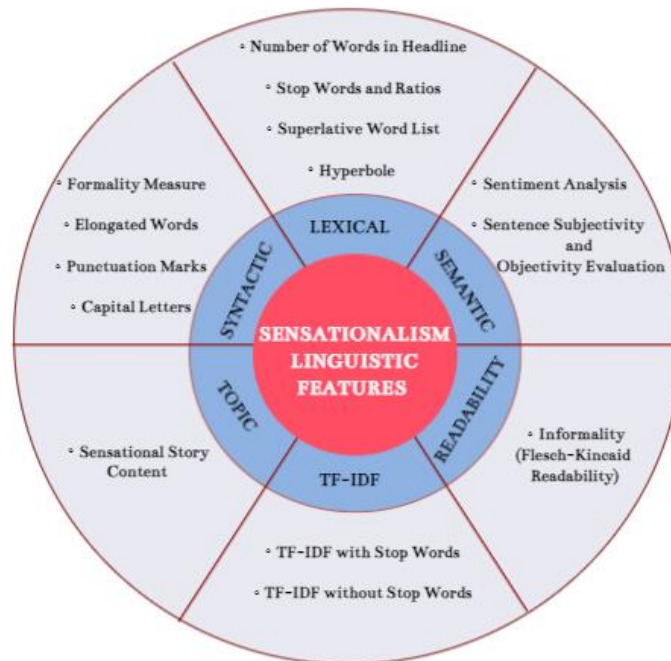 ◦ Number of Words in Headline
◦ Stop Words and Ratios
◦ Superlative Word List
◦ Hyperbole
◦ Formality Measure
◦ Elongated Words
◦ Punctuation Marks
◦ Capital Letters
◦ Sentiment Analysis
◦ Sentence Subjectivity
and
Objectivity Evaluation
LEXICAL
SYNTACTIC
SEMANTIC
SENSATIONALISM
LINGUISTIC
FEATURES
TOPIC
READABILITY
TF-IDF
◦ Sensational Story
Content
◦ Informality
(Flesch-Kincaid
Readability)
◦ TF-IDF with Stop Words
◦ TF-IDF without Stop Words